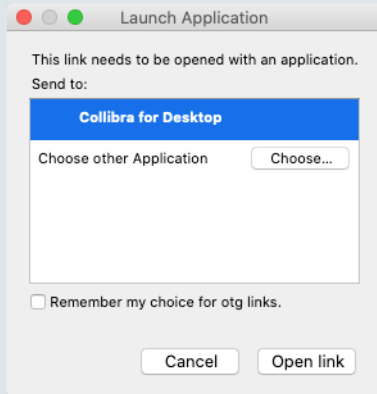 Launch Application
This link needs to be opened with an application.
Send to:
Collibra for Desktop
Choose other Application Choose...
Remember my choice for otg links.
Cancel Open link